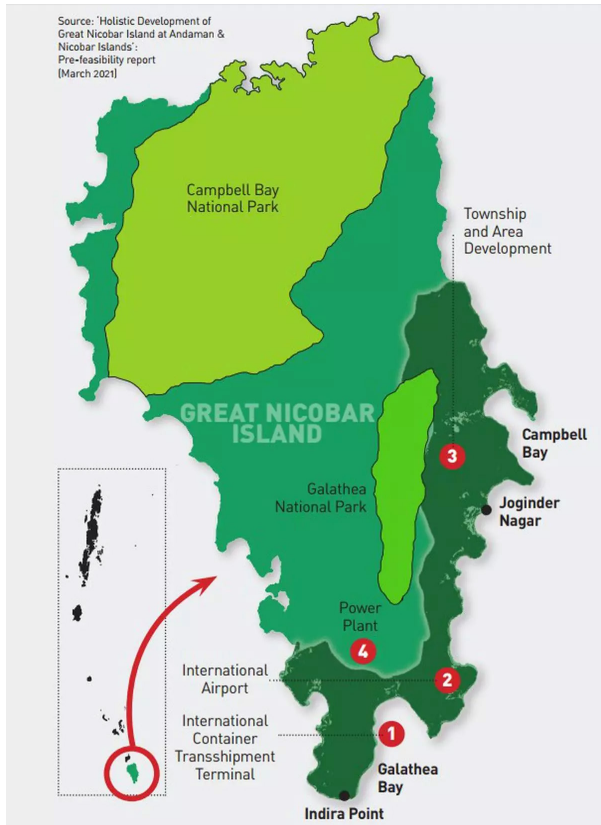 Source: 'Holistic Development of
Great Nicobar Island at Andaman &
Nicobar Islands':
Pre-feasibility report
(March 2021)
Campbell Bay
National Park
Township
and Area
Development
GREAT NICOBAR
ISLAND
Campbell
Bay
3
Galathea
National Park
Joginder
Nagar
Power
Plant
4
International
Airport
2
International
Container
Transshipment
Terminal
1
Galathea
Bay
Indira Point